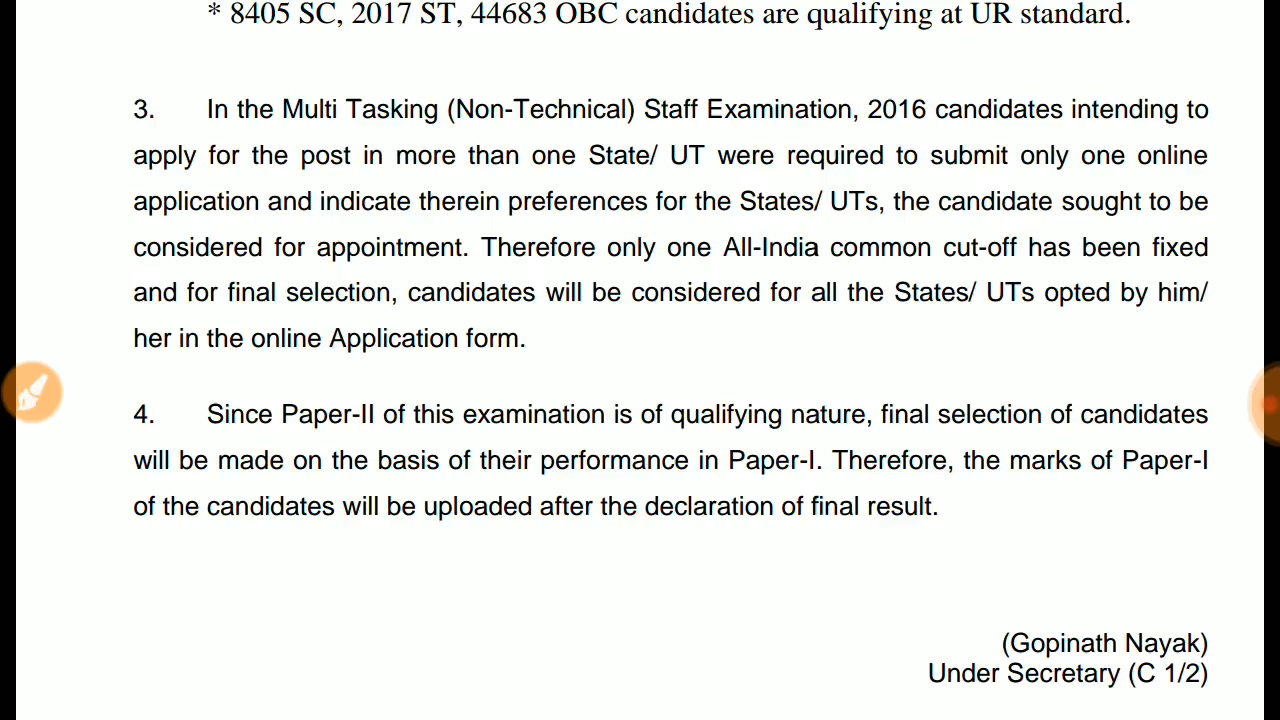 * 8405 SC, 2017 ST, 44683 OBC candidates are qualifying at UR standard.
3. In the Multi Tasking (Non-Technical) Staff Examination, 2016 candidates intending to
apply for the post in more than one State/ UT were required to submit only one online
application and indicate therein preferences for the States/ UTs, the candidate sought to be
considered for appointment. Therefore only one All-India common cut-off has been fixed
and for final selection, candidates will be considered for all the States/ UTs opted by him/
her in the online Application form.
4. Since Paper-II of this examination is of qualifying nature, final selection of candidates
will be made on the basis of their performance in Paper-I. Therefore, the marks of Paper-I
of the candidates will be uploaded after the declaration of final result.
(Gopinath Nayak)
Under Secretary (C 1/2)